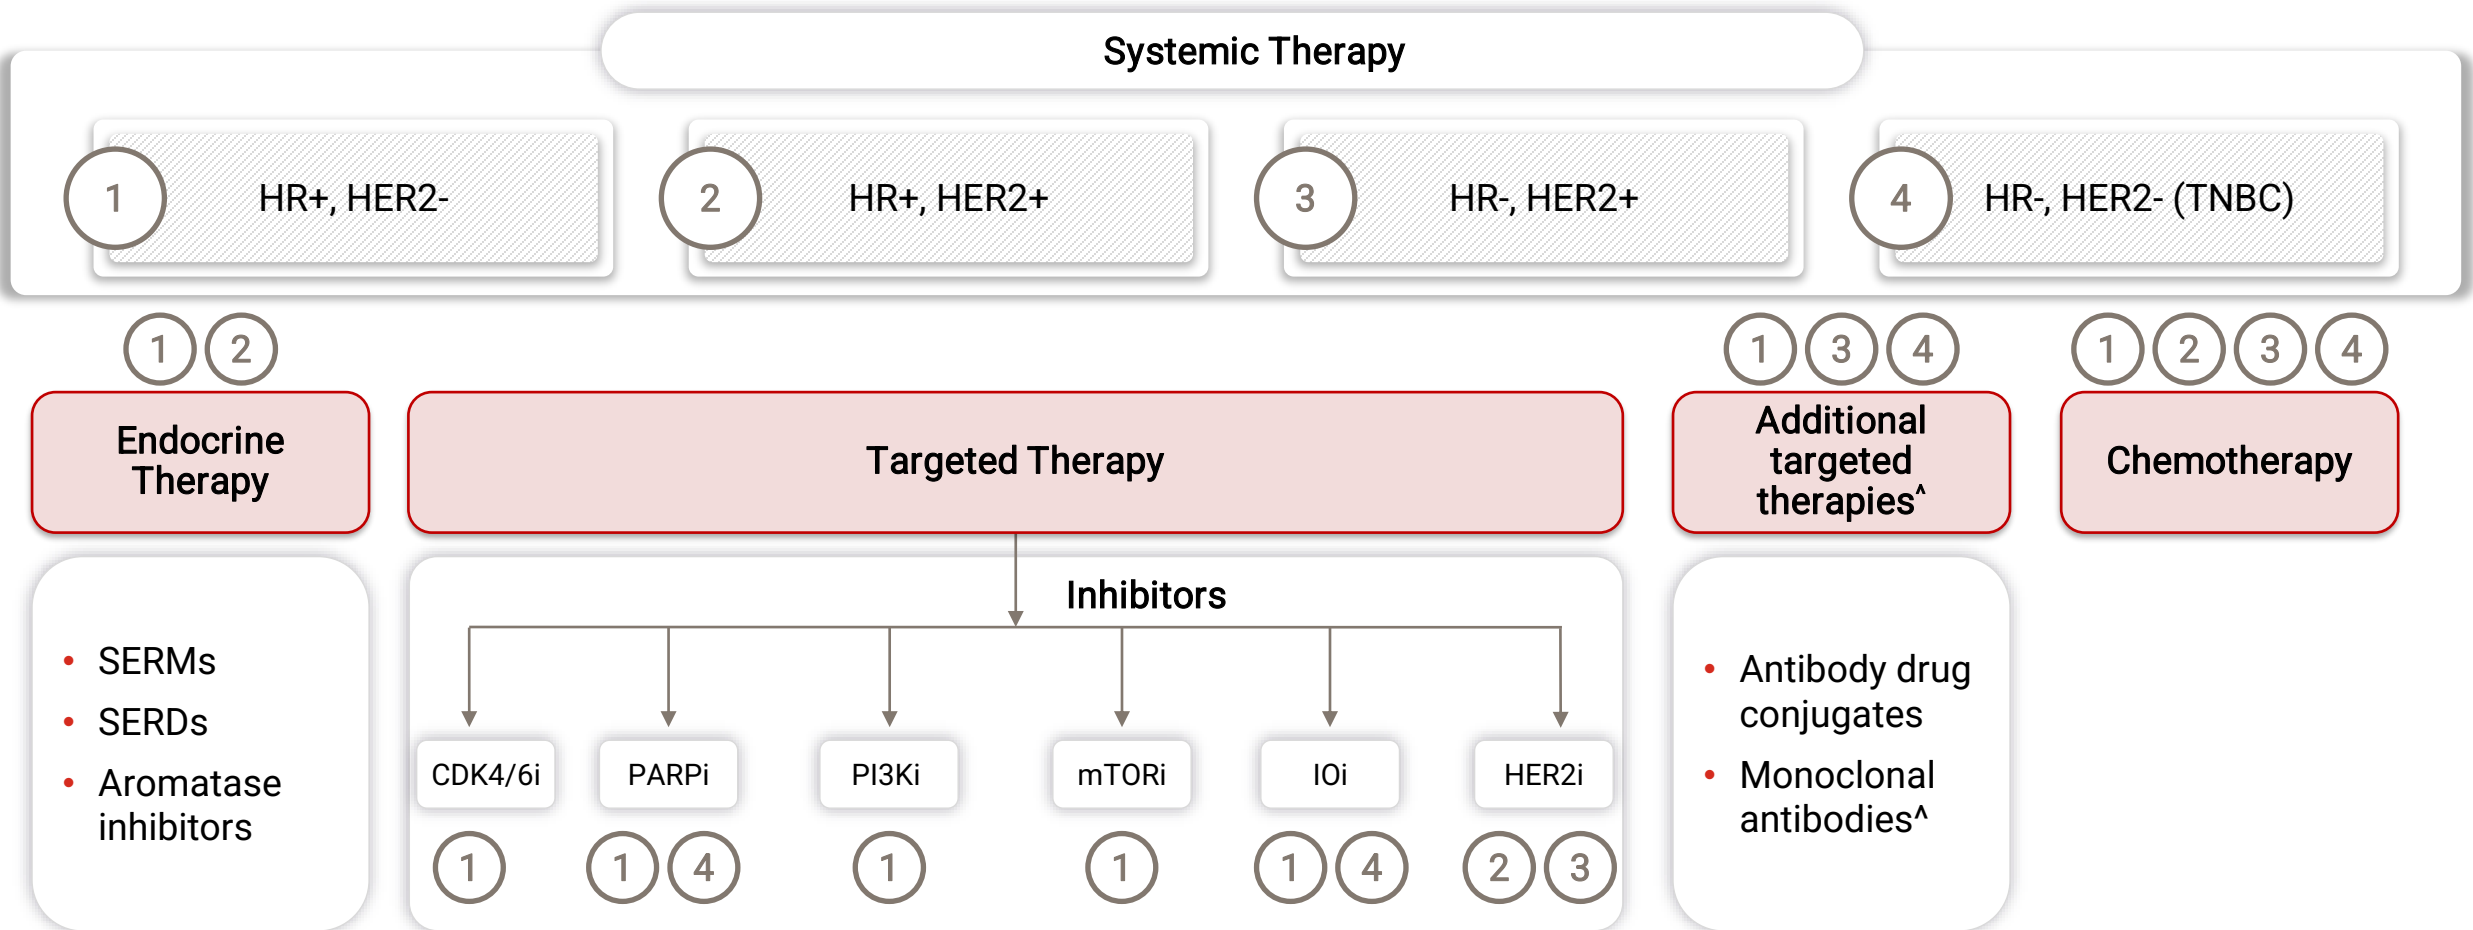 Systemic Therapy
1
HR+, HER2-
2
HR+, HER2+
3
HR-, HER2+
4
HR-, HER2- (TNBC)
1 2
1 3 4
1 2 3 4
Endocrine
Therapy
Targeted Therapy
Additional
targeted
therapies^
Chemotherapy
• SERMs
• SERDs
• Aromatase
inhibitors
Inhibitors
CDK4/6i
PARPi
PI3Ki
mTORi
IOi
HER2i
1
1 4
1
1
1 4
2 3
• Antibody drug
conjugates
• Monoclonal
antibodies^